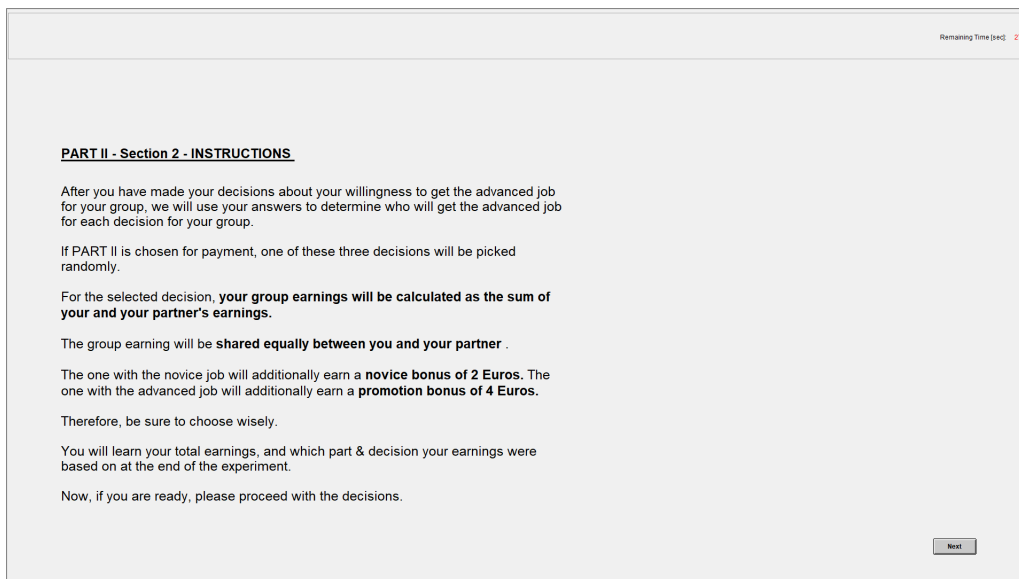 Remaining Time [sec]: 2
PART II - Section 2 - INSTRUCTIONS
After you have made your decisions about your willingness to get the advanced job
for your group, we will use your answers to determine who will get the advanced job
for each decision for your group.
If PART II is chosen for payment, one of these three decisions will be picked
randomly.
For the selected decision, your group earnings will be calculated as the sum of
your and your partner's earnings.
The group earning will be shared equally between you and your partner .
The one with the novice job will additionally earn a novice bonus of 2 Euros. The
one with the advanced job will additionally earn a promotion bonus of 4 Euros.
Therefore, be sure to choose wisely.
You will learn your total earnings, and which part & decision your earnings were
based on at the end of the experiment.
Now, if you are ready, please proceed with the decisions.
Next